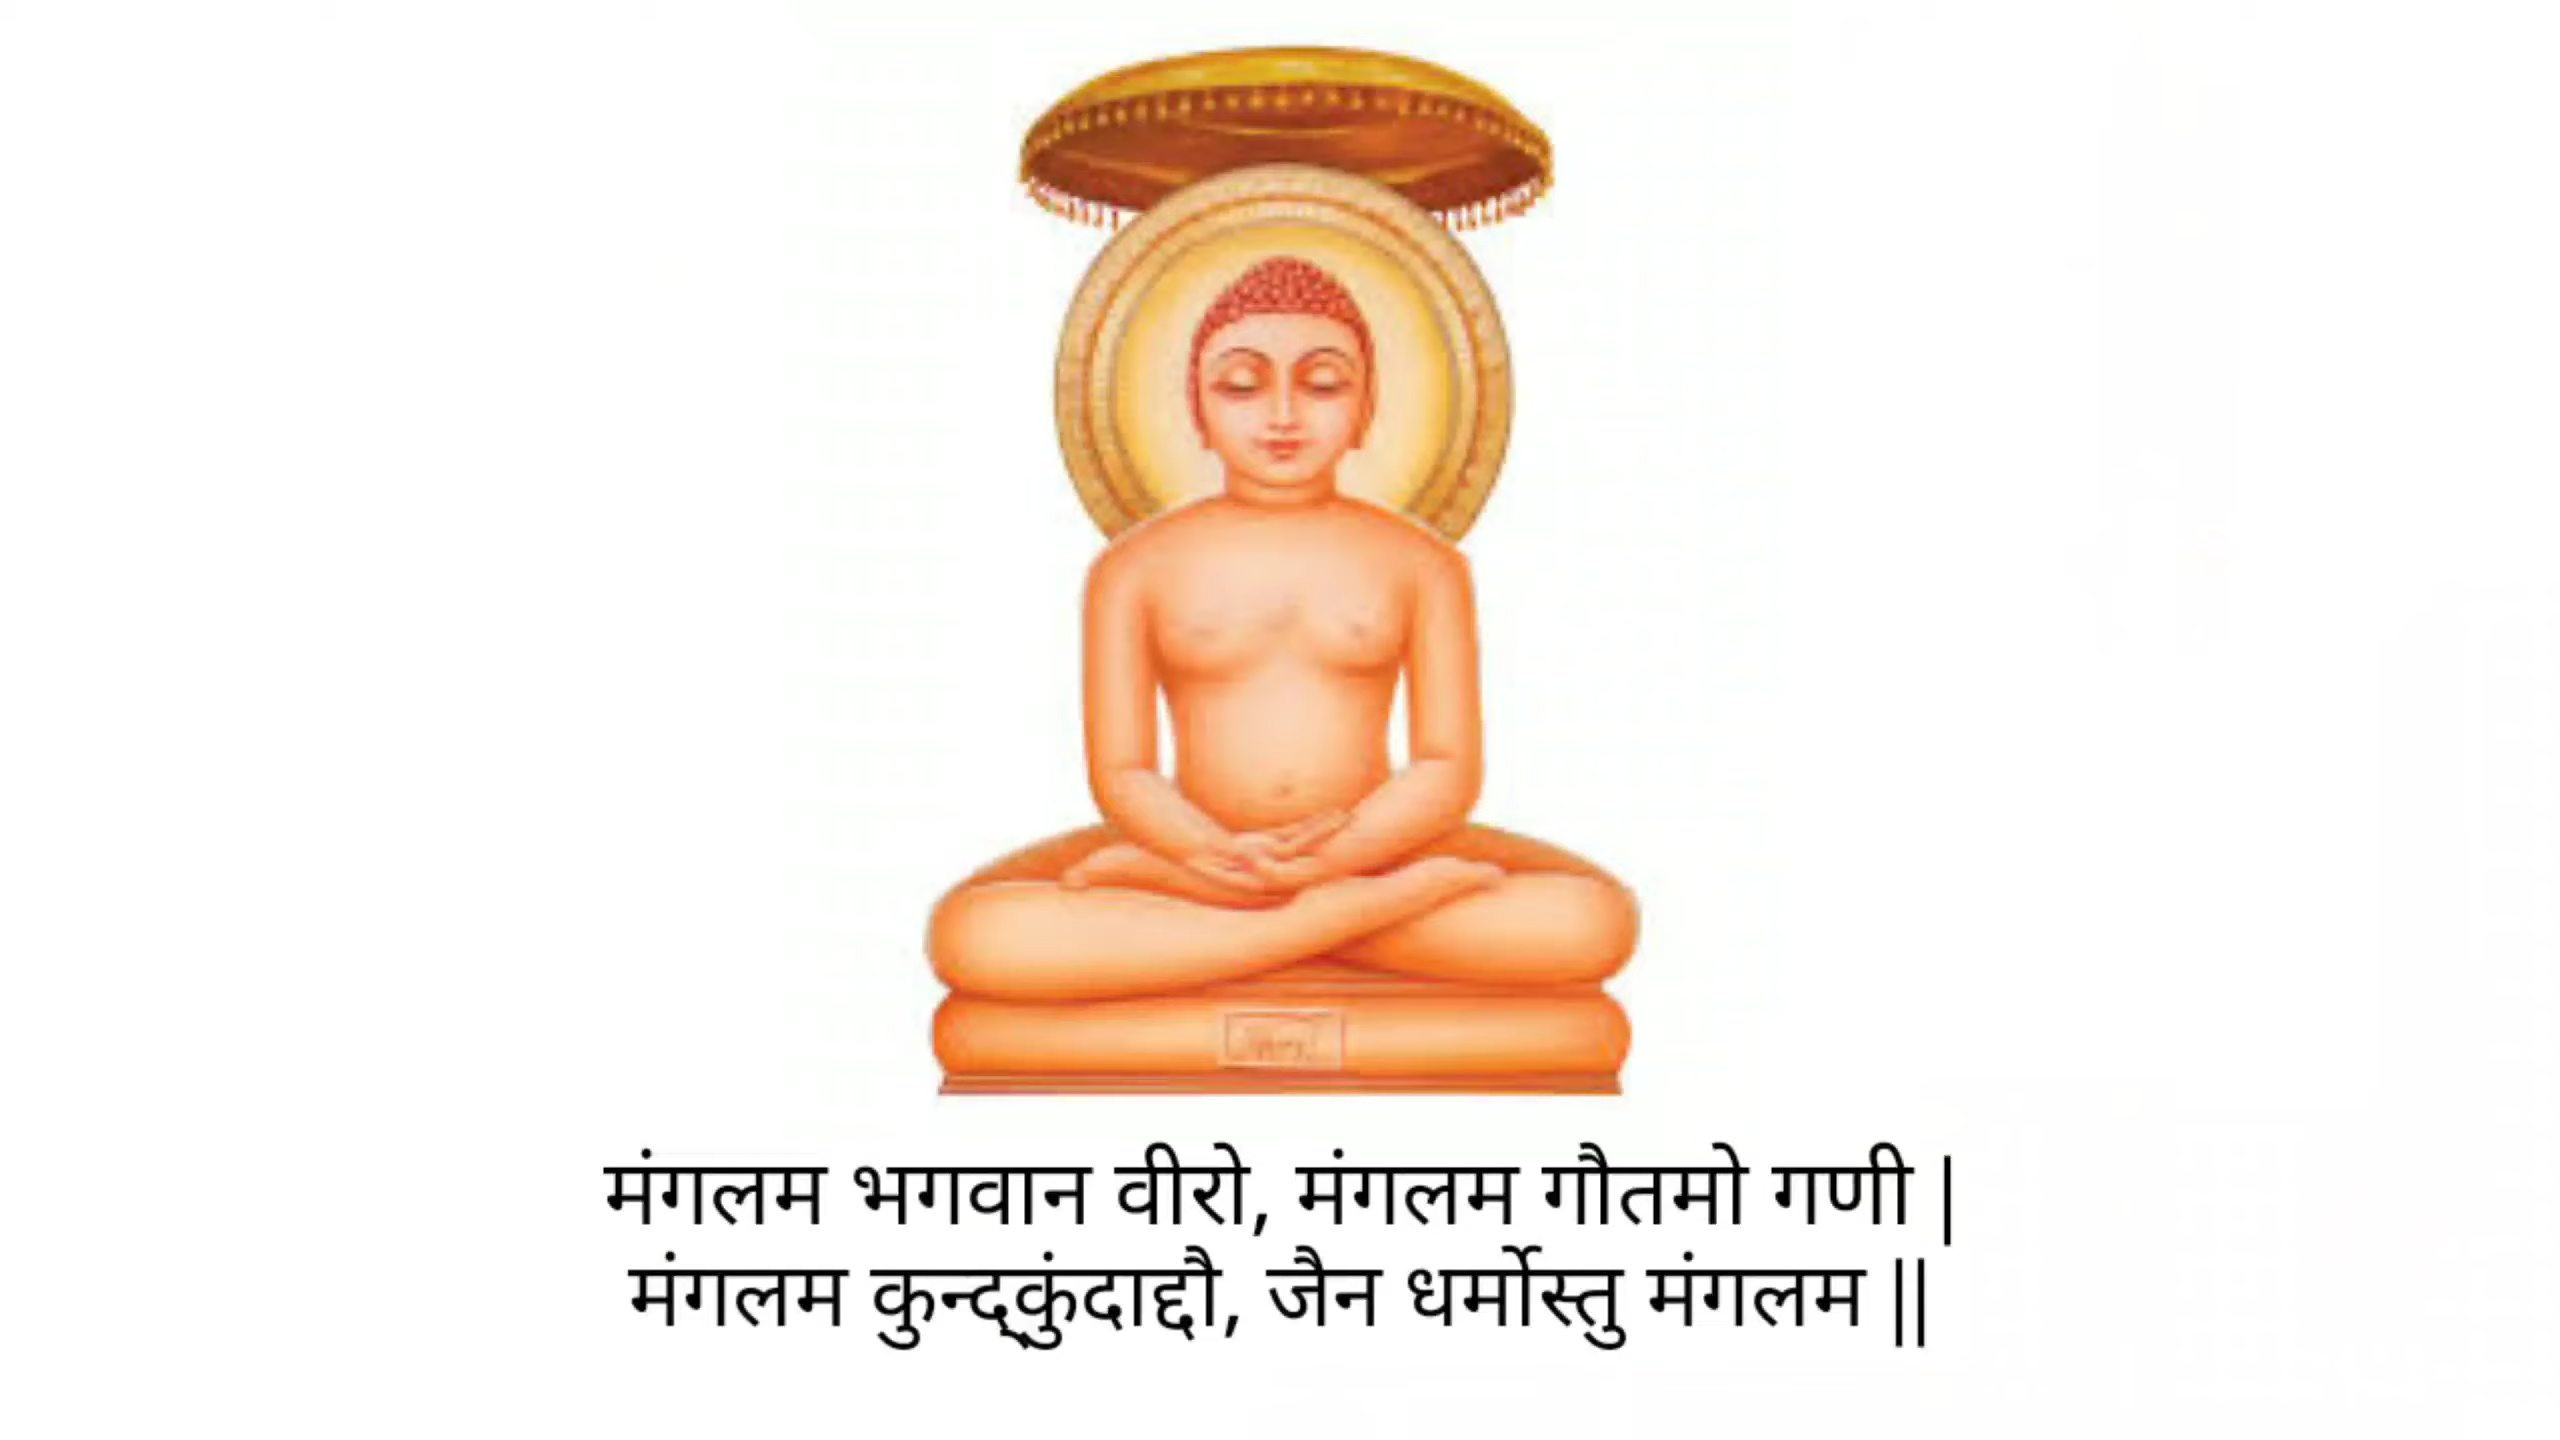 मंगलम भगवान वीरो, मंगलम गौतमो गणी |
मंगलम कुन्द्कुंदाद्दौ, जैन धर्मोस्तु मंगलम ||